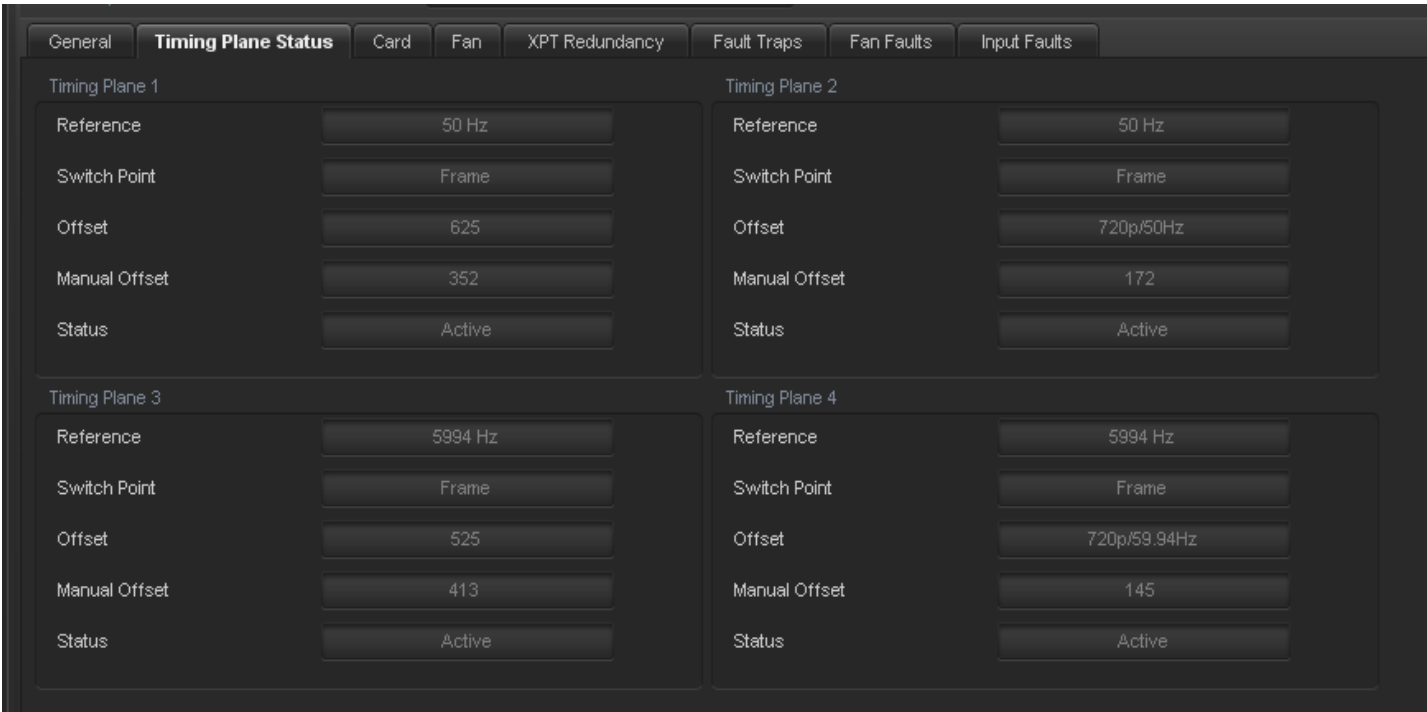 General Timing Plane Status Card Fan XPT Redundancy Fault Traps Fan Faults Input Faults
Timing Plane 1
Reference 50 Hz
Switch Point Frame
Offset 625
Manual Offset 352
Status Active
Timing Plane 2
Reference 50 Hz
Switch Point Frame
Offset 720p/50Hz
Manual Offset 172
Status Active
Timing Plane 3
Reference 5994 Hz
Switch Point Frame
Offset 525
Manual Offset 413
Status Active
Timing Plane 4
Reference 5994 Hz
Switch Point Frame
Offset 720p/59.94Hz
Manual Offset 145
Status Active